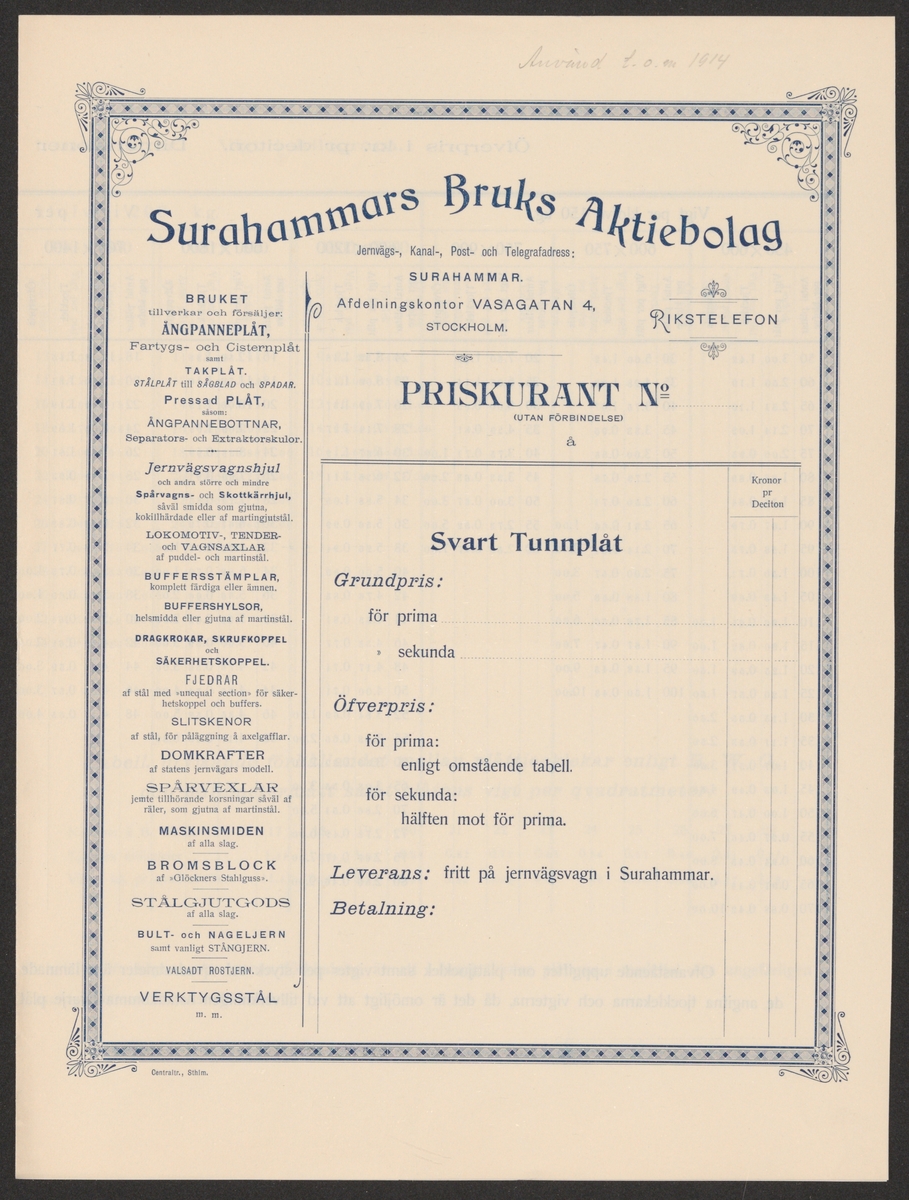 Använd t. o. m 1914
Surahammars Bruks Aktiebolag
Jernvägs-, Kanal-, Post- och Telegrafadress;
SURAHAMMAR.
Afdelningskontor VASAGATAN 4,
STOCKHOLM.
RIKSTELEFON
BRUKET
tillverkar och försäljer:
ÅNGPANNEPLÅT,
Fartygs- och Cisternplåt
samt
TAKPLÅT.
STÅLPLÅT till SÅGBLAD och SPADAR.
Pressad PLÅT,
såsom:
ÅNGPANNEBOTTNAR,
Separators- och Extraktorskulor.
Jernvägsvagnshjul
och andra större och mindre
Spårvagns- och Skottkärrhjul,
såväl smidda som gjutna,
kokillhärdade eller af martingjutstål.
LOKOMOTIV-, TENDER-
och VAGNSAXLAR
af puddel- och martinstål.
BUFFERSSTÄMPLAR,
komplett färdiga eller ämnen.
BUFFERSHYLSOR,
helsmidda eller gjutna af martinstål.
DRAGKROKAR, SKRUFKOPPEL
och
SÄKERHETSKOPPEL.
FJEDRAR
af stål med »unequal section» för säker-
hetskoppel och buffers.
SLITSKENOR
af stål, för påläggning å axelgafflar.
DOMKRAFTER
af statens jernvägars modell.
SPÅRVEXLAR
jemte tillhörande korsningar såväl af
räler, som gjutna af martinstål.
MASKINSMIDEN
af alla slag.
BROMSBLOCK
af »Glöckners Stahlguss».
STÅLGJUTGODS
af alla slag.
BULT- och NAGELJERN
samt vanligt STÅNGJERN.
VALSADT ROSTJERN.
VERKTYGSSTÅL
m. m.
PRISKURANT No
(UTAN FÖRBINDELSE)
å
Kronor
pr
Deciton
Svart Tunnplåt
Grundpris:
för prima
» sekunda
Öfverpris:
för prima:
enligt omstående tabell.
för sekunda:
hälften mot för prima.
Leverans: fritt på jernvägsvagn i Surahammar.
Betalning:
Centraltr., Sthlm.